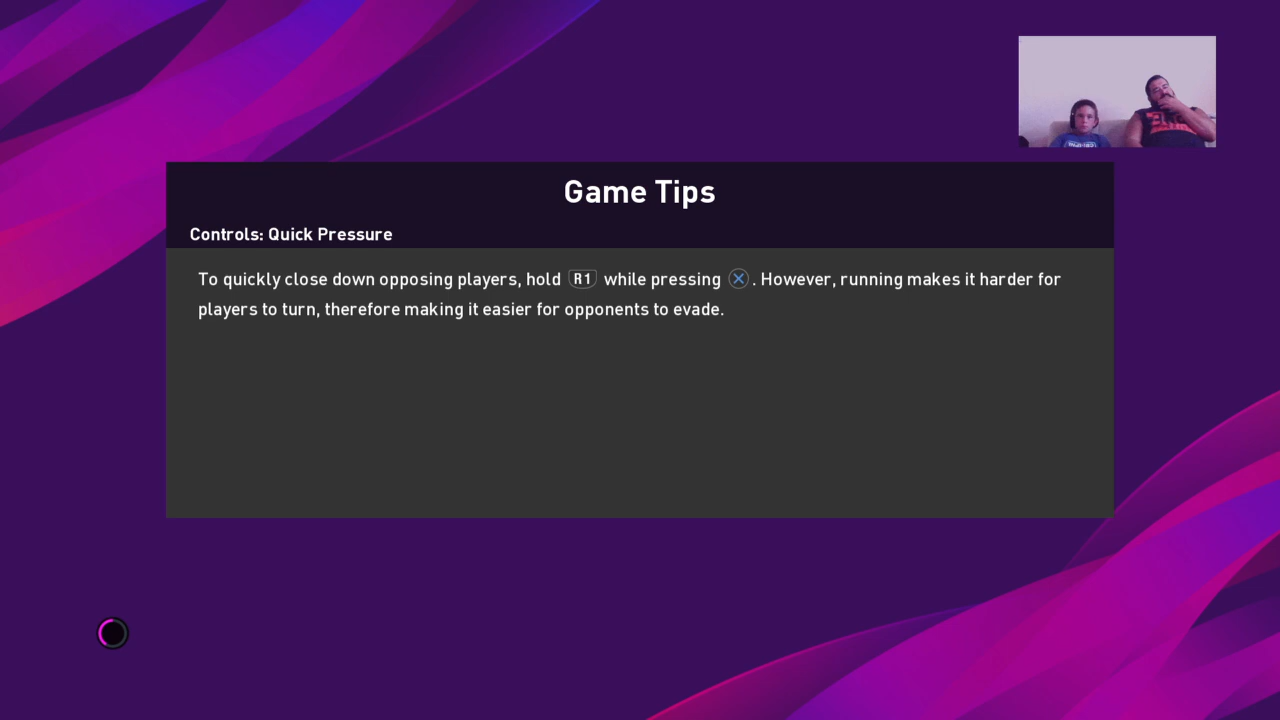 Game Tips
Controls: Quick Pressure
To quickly close down opposing players, hold R1 while pressing ⓧ. However, running makes it harder for
players to turn, therefore making it easier for opponents to evade.